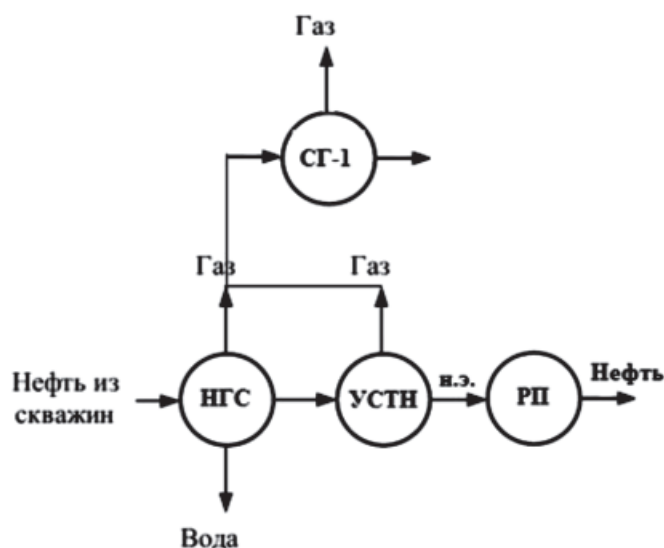 Газ
СГ-1
Газ
Газ
Нефть из
скважин
НГС
УСТН
н.э.
РП
Нефть
Вода